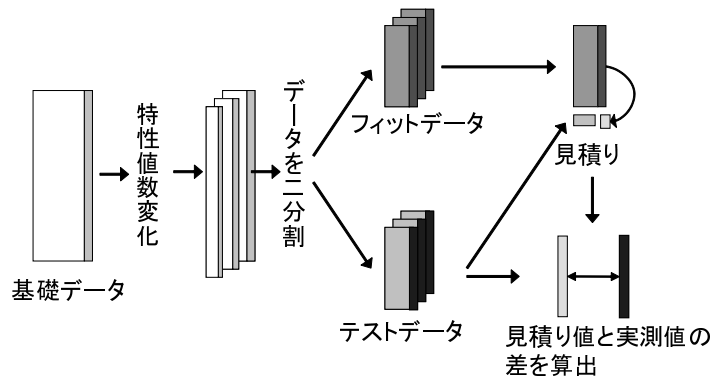 基礎データ
特性値数変化
データを二分割
フィットデータ
テストデータ
見積り
見積り値と実測値の
差を算出